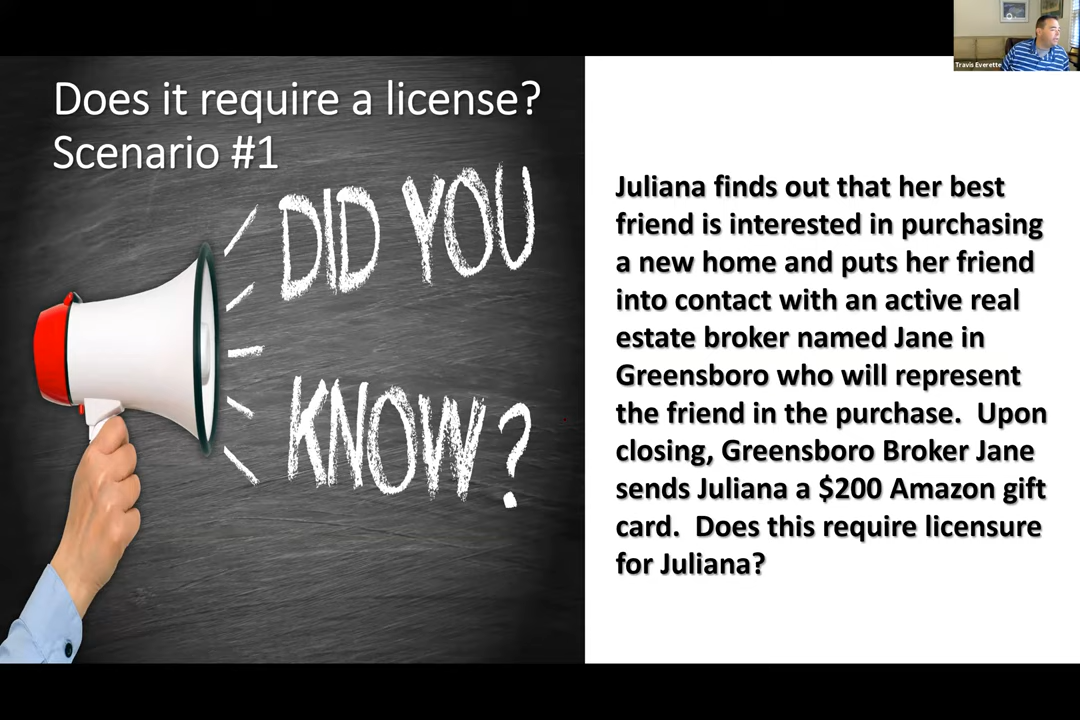 Travis Everette
Does it require a license?
Scenario #1
DID YOU
KNOW?
Juliana finds out that her best
friend is interested in purchasing
a new home and puts her friend
into contact with an active real
estate broker named Jane in
Greensboro who will represent
the friend in the purchase.  Upon
closing, Greensboro Broker Jane
sends Juliana a $200 Amazon gift
card.  Does this require licensure
for Juliana?